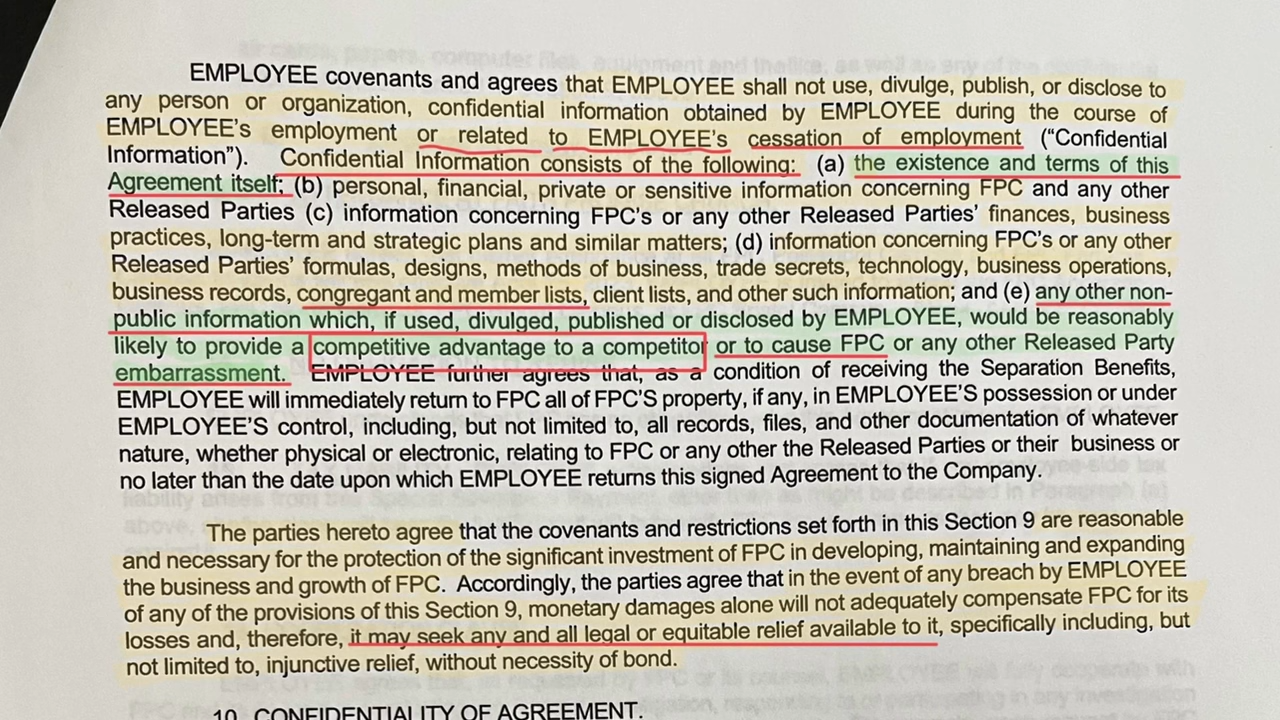 EMPLOYEE covenants and agrees that EMPLOYEE shall not use, divulge, publish, or disclose to
any person or organization, confidential information obtained by EMPLOYEE during the course of
EMPLOYEE's employment or related to EMPLOYEE's cessation of employment (“Confidential
Information”). Confidential Information consists of the following: (a) the existence and terms of this
Agreement itself; (b) personal, financial, private or sensitive information concerning FPC and any other
Released Parties (c) information concerning FPC's or any other Released Parties' finances, business
practices, long-term and strategic plans and similar matters; (d) information concerning FPC's or any other
Released Parties' formulas, designs, methods of business, trade secrets, technology, business operations,
business records, congregant and member lists, client lists, and other such information; and (e) any other non-
public information which, if used, divulged, published or disclosed by EMPLOYEE, would be reasonably
likely to provide a competitive advantage to a competitor or to cause FPC or any other Released Party
embarrassment. EMPLOYEE further agrees that, as a condition of receiving the Separation Benefits,
EMPLOYEE will immediately return to FPC all of FPC'S property, if any, in EMPLOYEE'S possession or under
EMPLOYEE'S control, including, but not limited to, all records, files, and other documentation of whatever
nature, whether physical or electronic, relating to FPC or any other the Released Parties or their business or
no later than the date upon which EMPLOYEE returns this signed Agreement to the Company.
The parties hereto agree that the covenants and restrictions set forth in this Section 9 are reasonable
and necessary for the protection of the significant investment of FPC in developing, maintaining and expanding
the business and growth of FPC. Accordingly, the parties agree that in the event of any breach by EMPLOYEE
of any of the provisions of this Section 9, monetary damages alone will not adequately compensate FPC for its
losses and, therefore, it may seek any and all legal or equitable relief available to it, specifically including, but
not limited to, injunctive relief, without necessity of bond.
10. CONFIDENTIALITY OF AGREEMENT.